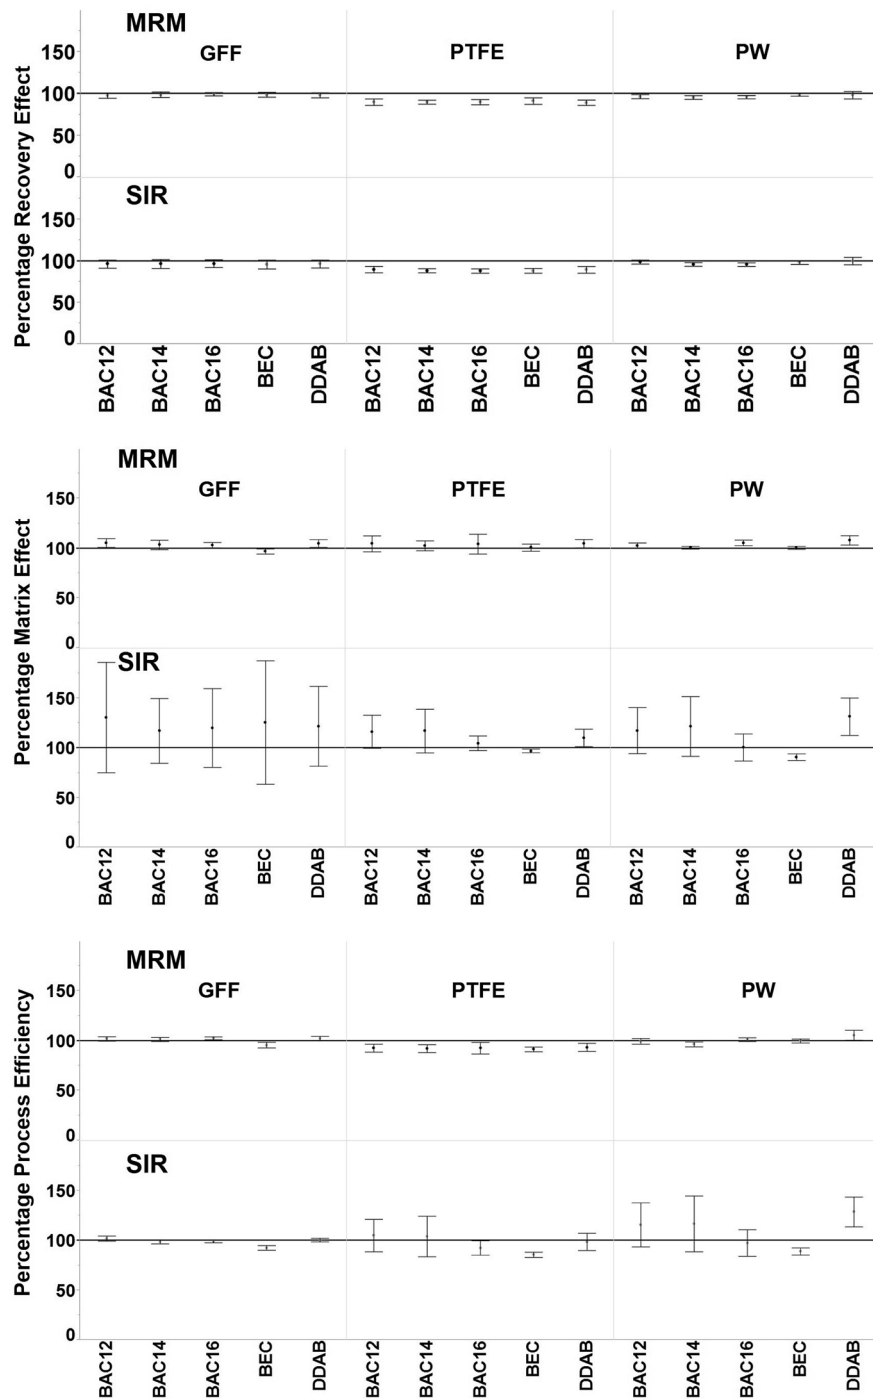 MRM
GFF PTFE PW
150
100
50
0
SIR
150
100
50
0
Percentage Recovery Effect
BAC12 BAC14 BAC16 BEC DDAB BAC12 BAC14 BAC16 BEC DDAB BAC12 BAC14 BAC16 BEC DDAB
MRM
GFF PTFE PW
150
100
50
0
SIR
150
100
50
0
Percentage Matrix Effect
BAC12 BAC14 BAC16 BEC DDAB BAC12 BAC14 BAC16 BEC DDAB BAC12 BAC14 BAC16 BEC DDAB
MRM
GFF PTFE PW
150
100
50
0
SIR
150
100
50
0
Percentage Process Efficiency
BAC12 BAC14 BAC16 BEC DDAB BAC12 BAC14 BAC16 BEC DDAB BAC12 BAC14 BAC16 BEC DDAB